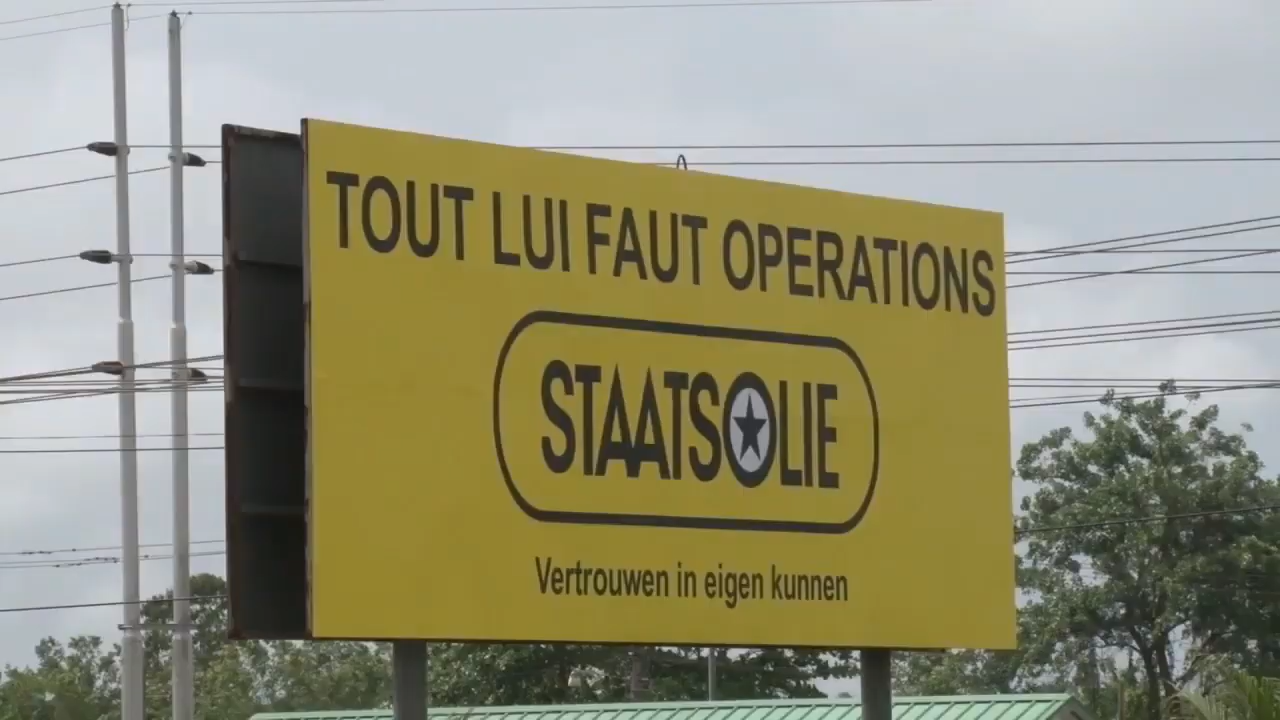 TOUT LUI FAUT OPERATIONS
STAATSOLIE
Vertrouwen in eigen kunnen